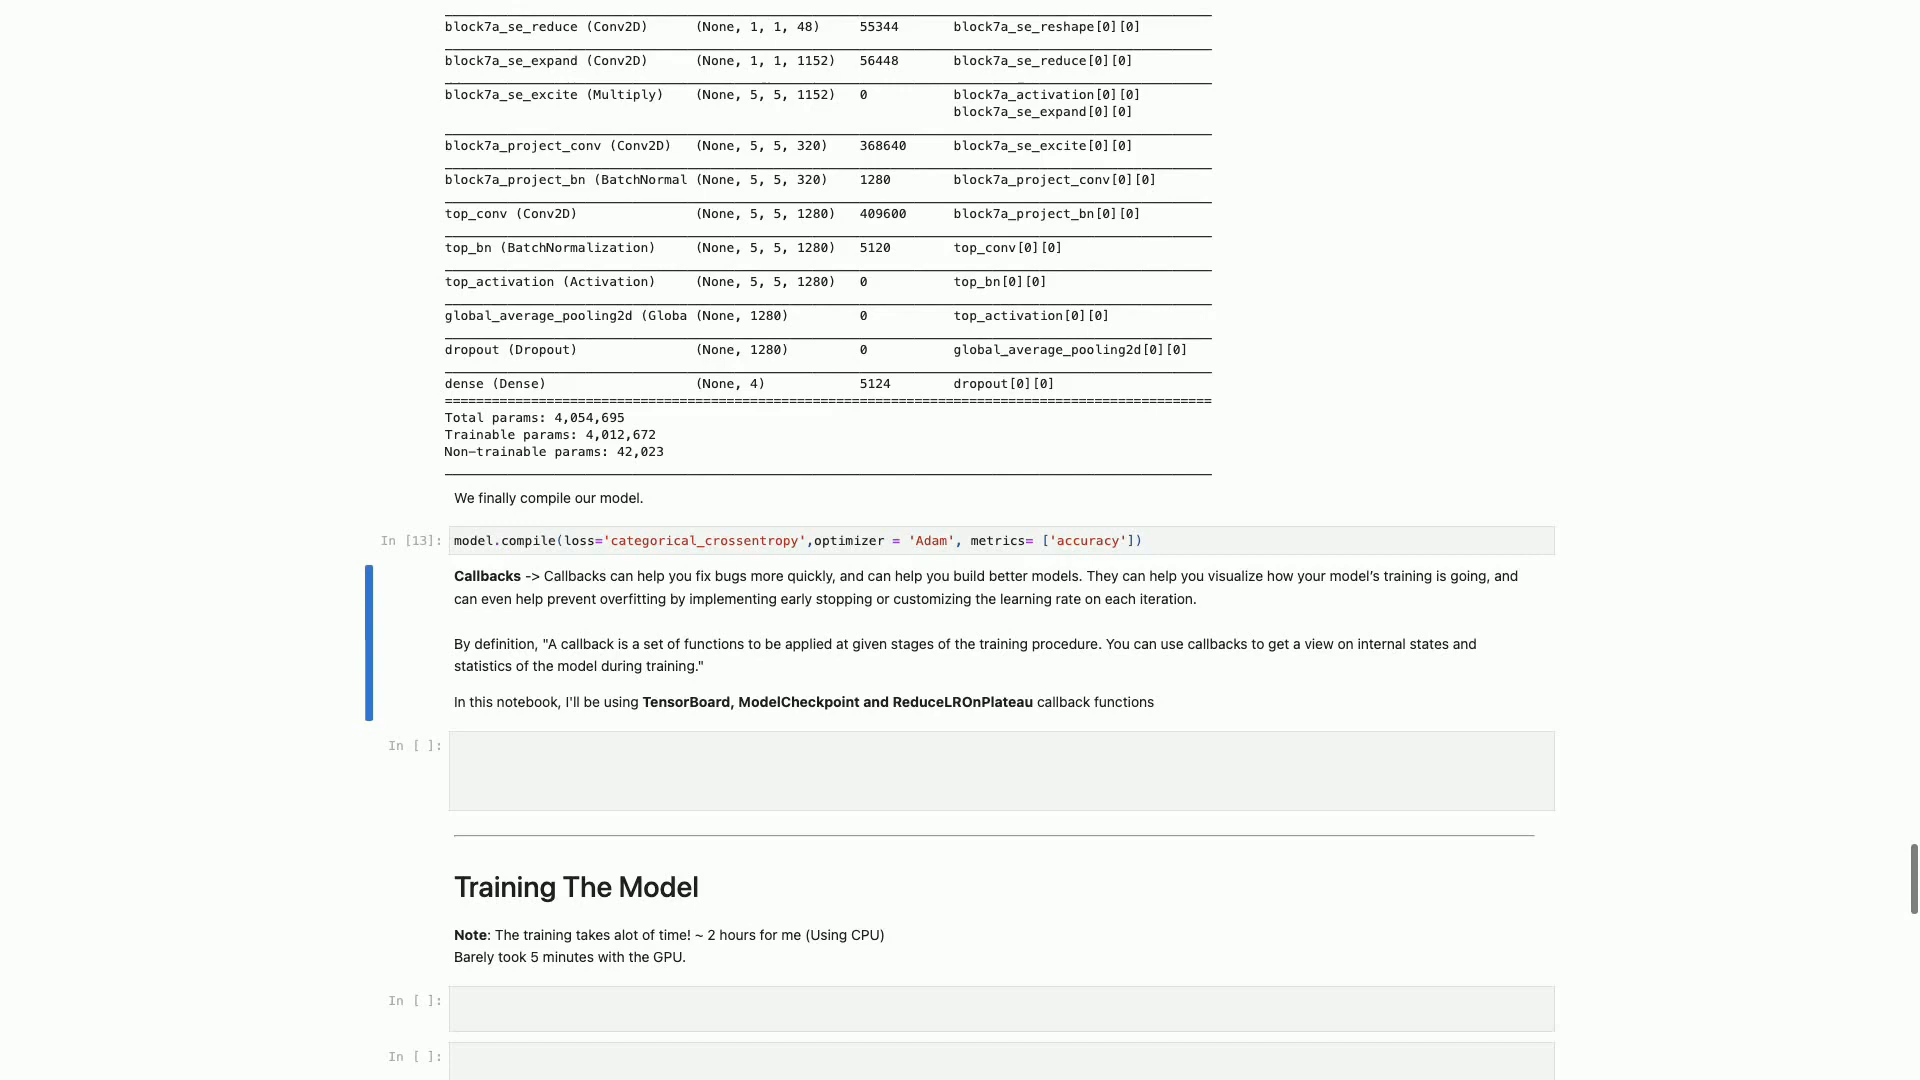 block7a_se_reduce (Conv2D) (None, 1, 1, 48) 55344 block7a_se_reshape[0][0]
block7a_se_expand (Conv2D) (None, 1, 1, 1152) 56448 block7a_se_reduce[0][0]
block7a_se_excite (Multiply) (None, 5, 5, 1152) 0 block7a_activation[0][0]
block7a_se_expand[0][0]
block7a_project_conv (Conv2D) (None, 5, 5, 320) 368640 block7a_se_excite[0][0]
block7a_project_bn (BatchNormal (None, 5, 5, 320) 1280 block7a_project_conv[0][0]
top_conv (Conv2D) (None, 5, 5, 1280) 409600 block7a_project_bn[0][0]
top_bn (BatchNormalization) (None, 5, 5, 1280) 5120 top_conv[0][0]
top_activation (Activation) (None, 5, 5, 1280) 0 top_bn[0][0]
global_average_pooling2d (Globa (None, 1280) 0 top_activation[0][0]
dropout (Dropout) (None, 1280) 0 global_average_pooling2d[0][0]
dense (Dense) (None, 4) 5124 dropout[0][0]
Total params: 4,054,695
Trainable params: 4,012,672
Non-trainable params: 42,023
We finally compile our model.
In [13]: model.compile(loss='categorical_crossentropy',optimizer = 'Adam', metrics= ['accuracy'])
Callbacks -> Callbacks can help you fix bugs more quickly, and can help you build better models. They can help you visualize how your model’s training is going, and
can even help prevent overfitting by implementing early stopping or customizing the learning rate on each iteration.
By definition, "A callback is a set of functions to be applied at given stages of the training procedure. You can use callbacks to get a view on internal states and
statistics of the model during training."
In this notebook, I'll be using TensorBoard, ModelCheckpoint and ReduceLROnPlateau callback functions
In [ ]:
Training The Model
Note: The training takes alot of time! ~ 2 hours for me (Using CPU)
Barely took 5 minutes with the GPU.
In [ ]:
In [ ]: